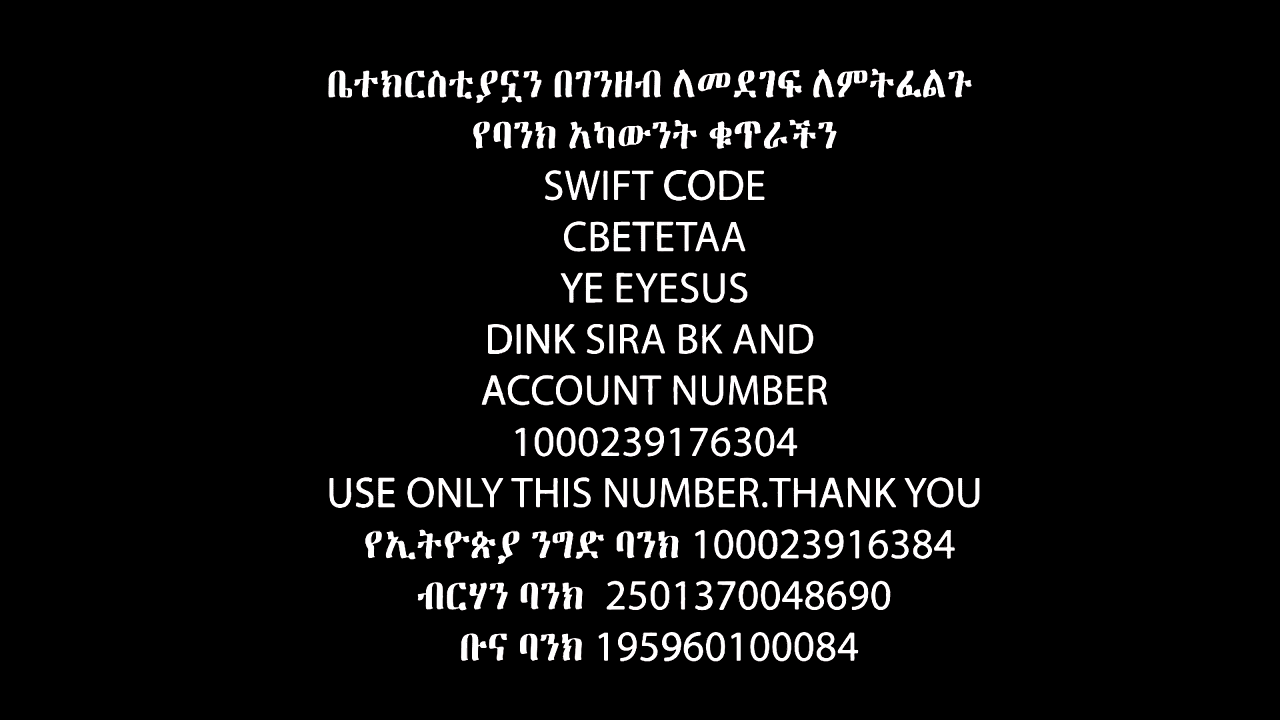 ቤተክርስቲያኗን በገንዘብ ለመደገፍ ለምትፈልጉ
የባንክ አካውንት ቁጥራችን
SWIFT CODE
CBETETAA
YE EYESUS
DINK SIRA BK AND
ACCOUNT NUMBER
1000239176304
USE ONLY THIS NUMBER.THANK YOU
የኢትዮጵያ ንግድ ባንክ 100023916384
ብርሃን ባንክ 2501370048690
ቡና ባንክ 195960100084